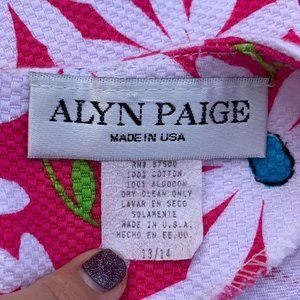 ALYN PAIGE
MADE IN USA
RN# 87500
100% COTTON
100% ALGODON
DRY CLEAN ONLY
LAVAR EN SECO
SOLAMENTE
MADE IN U.S.A.
HECHO EN EE.UU.
13/14